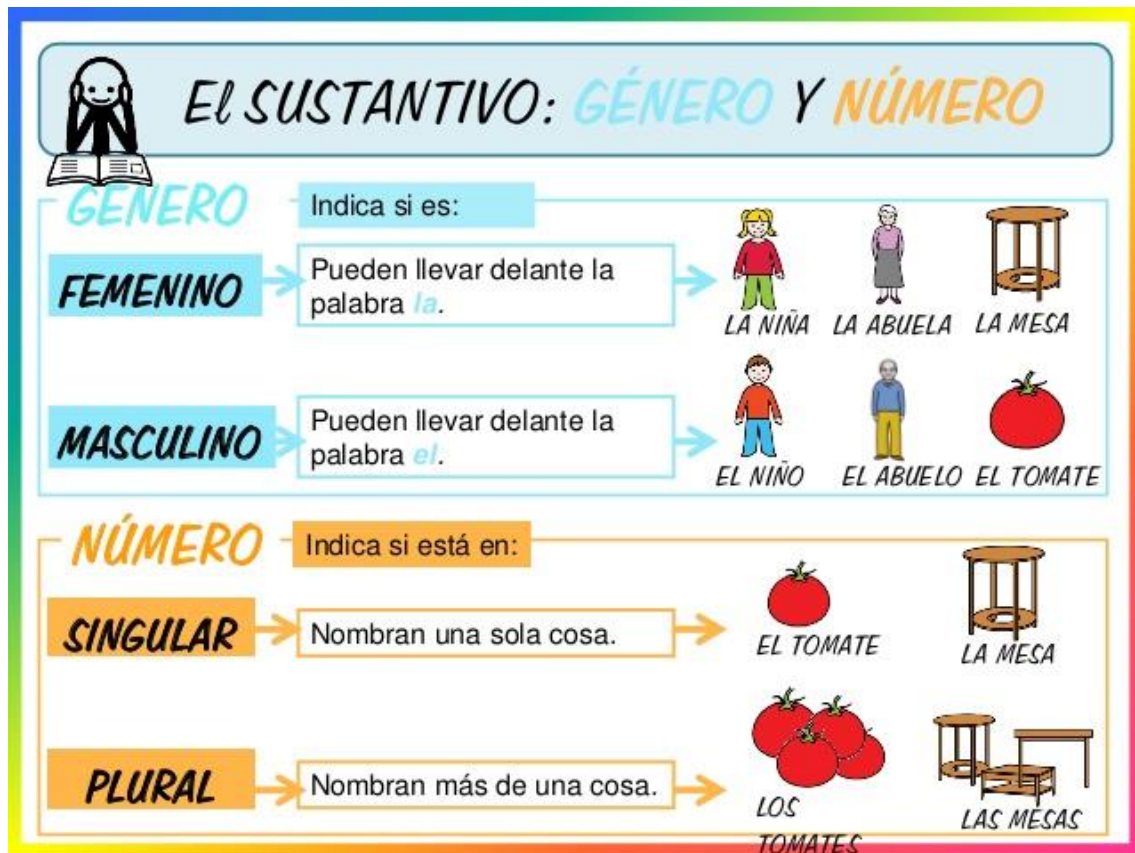 El SUSTANTIVO: GÉNERO Y NÚMERO
GÉNERO
Indica si es:
FEMENINO
Pueden llevar delante la
palabra la.
LA NIÑA
LA ABUELA
LA MESA
MASCULINO
Pueden llevar delante la
palabra el.
EL NIÑO
EL ABUELO
EL TOMATE
NÚMERO
Indica si está en:
SINGULAR
Nombran una sola cosa.
EL TOMATE
LA MESA
PLURAL
Nombran más de una cosa.
LOS
TOMATES
LAS MESAS